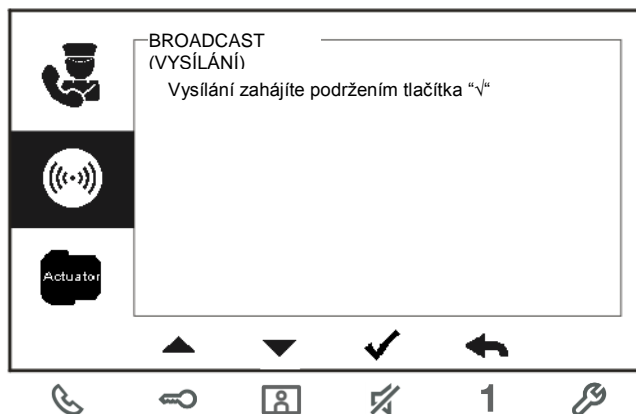 BROADCAST
(VYSÍLÁNÍ)
Vysílání zahájíte podržením tlačítka “√“
Actuator
1